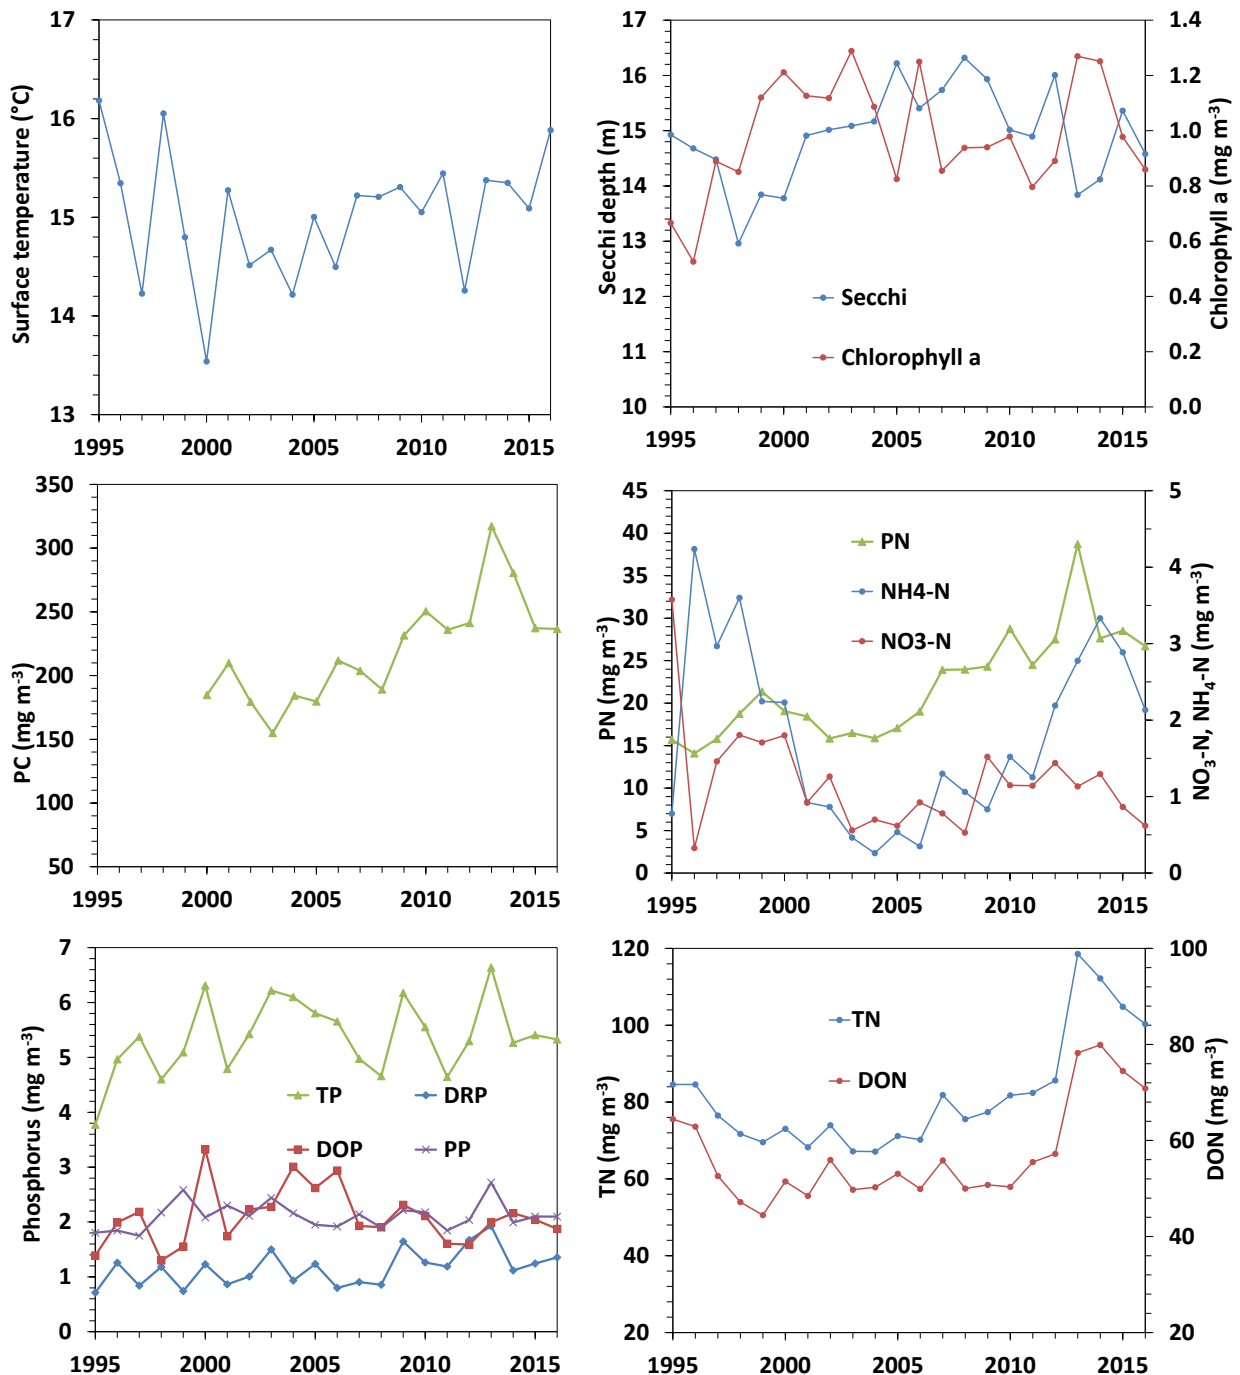 Surface temperature (°C)
17
16
15
14
13
1995 2000 2005 2010 2015
Secchi depth (m)
17
16
15
14
13
12
11
10
Secchi
Chlorophyll a
1.4
1.2
1.0
0.8
0.6
0.4
0.2
0.0
Chlorophyll a (mg m⁻³)
1995 2000 2005 2010 2015
PC (mg m⁻³)
350
300
250
200
150
100
50
1995 2000 2005 2010 2015
PN (mg m⁻³)
45
40
35
30
25
20
15
10
5
0
PN
NH4-N
NO3-N
5
4
3
2
1
0
NO₃-N, NH₄-N (mg m⁻³)
1995 2000 2005 2010 2015
Phosphorus (mg m⁻³)
7
6
5
4
3
2
1
0
TP DRP
DOP PP
1995 2000 2005 2010 2015
TN (mg m⁻³)
120
100
80
60
40
20
TN
DON
100
80
60
40
20
DON (mg m⁻³)
1995 2000 2005 2010 2015